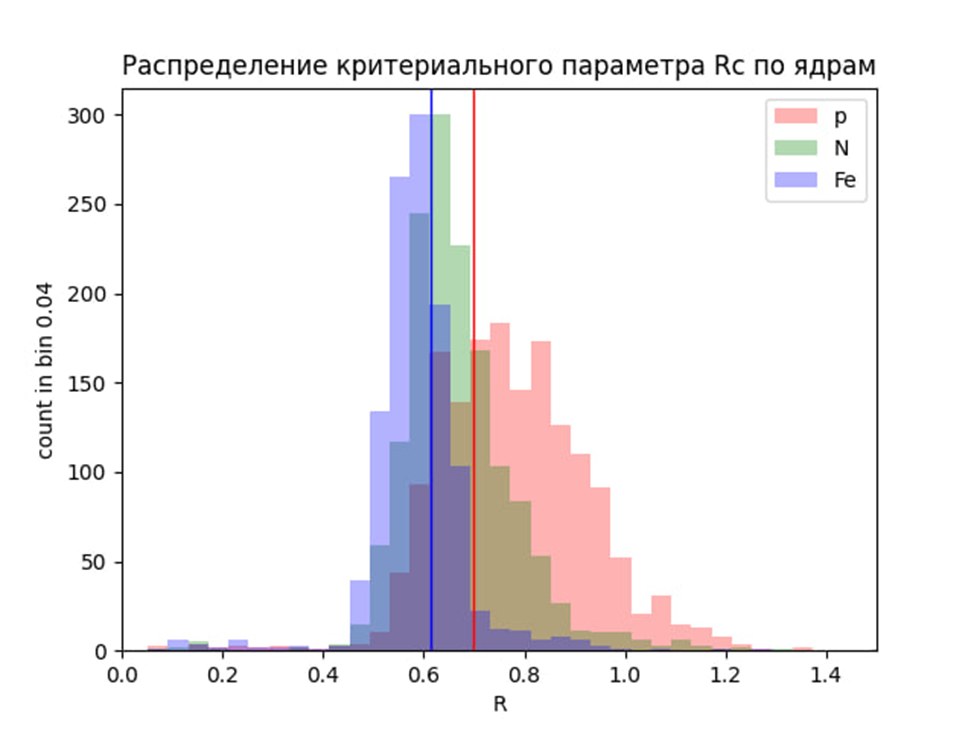 Распределение критериального параметра Rc по ядрам
p
N
Fe
count in bin 0.04
300
250
200
150
100
50
0
0.0 0.2 0.4 0.6 0.8 1.0 1.2 1.4
R